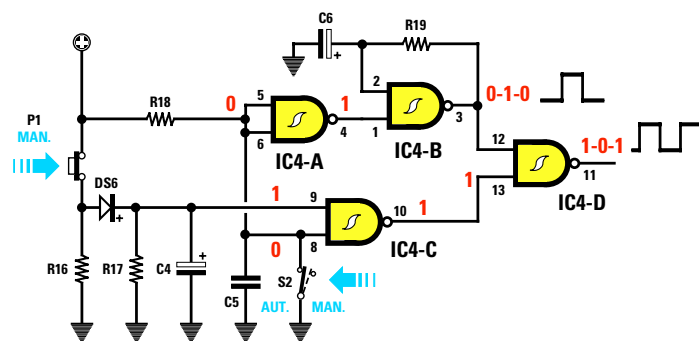 C6
R19
+
2
0-1-0
R18
0
5
1
3
P1
MAN.
6
4
1
12
1-0-1
IC4-A
IC4-B
1
11
DS6
13
IC4-D
+
1
9
10
1
0
8
IC4-C
R16
R17
C4
+
C5
S2
AUT.
MAN.